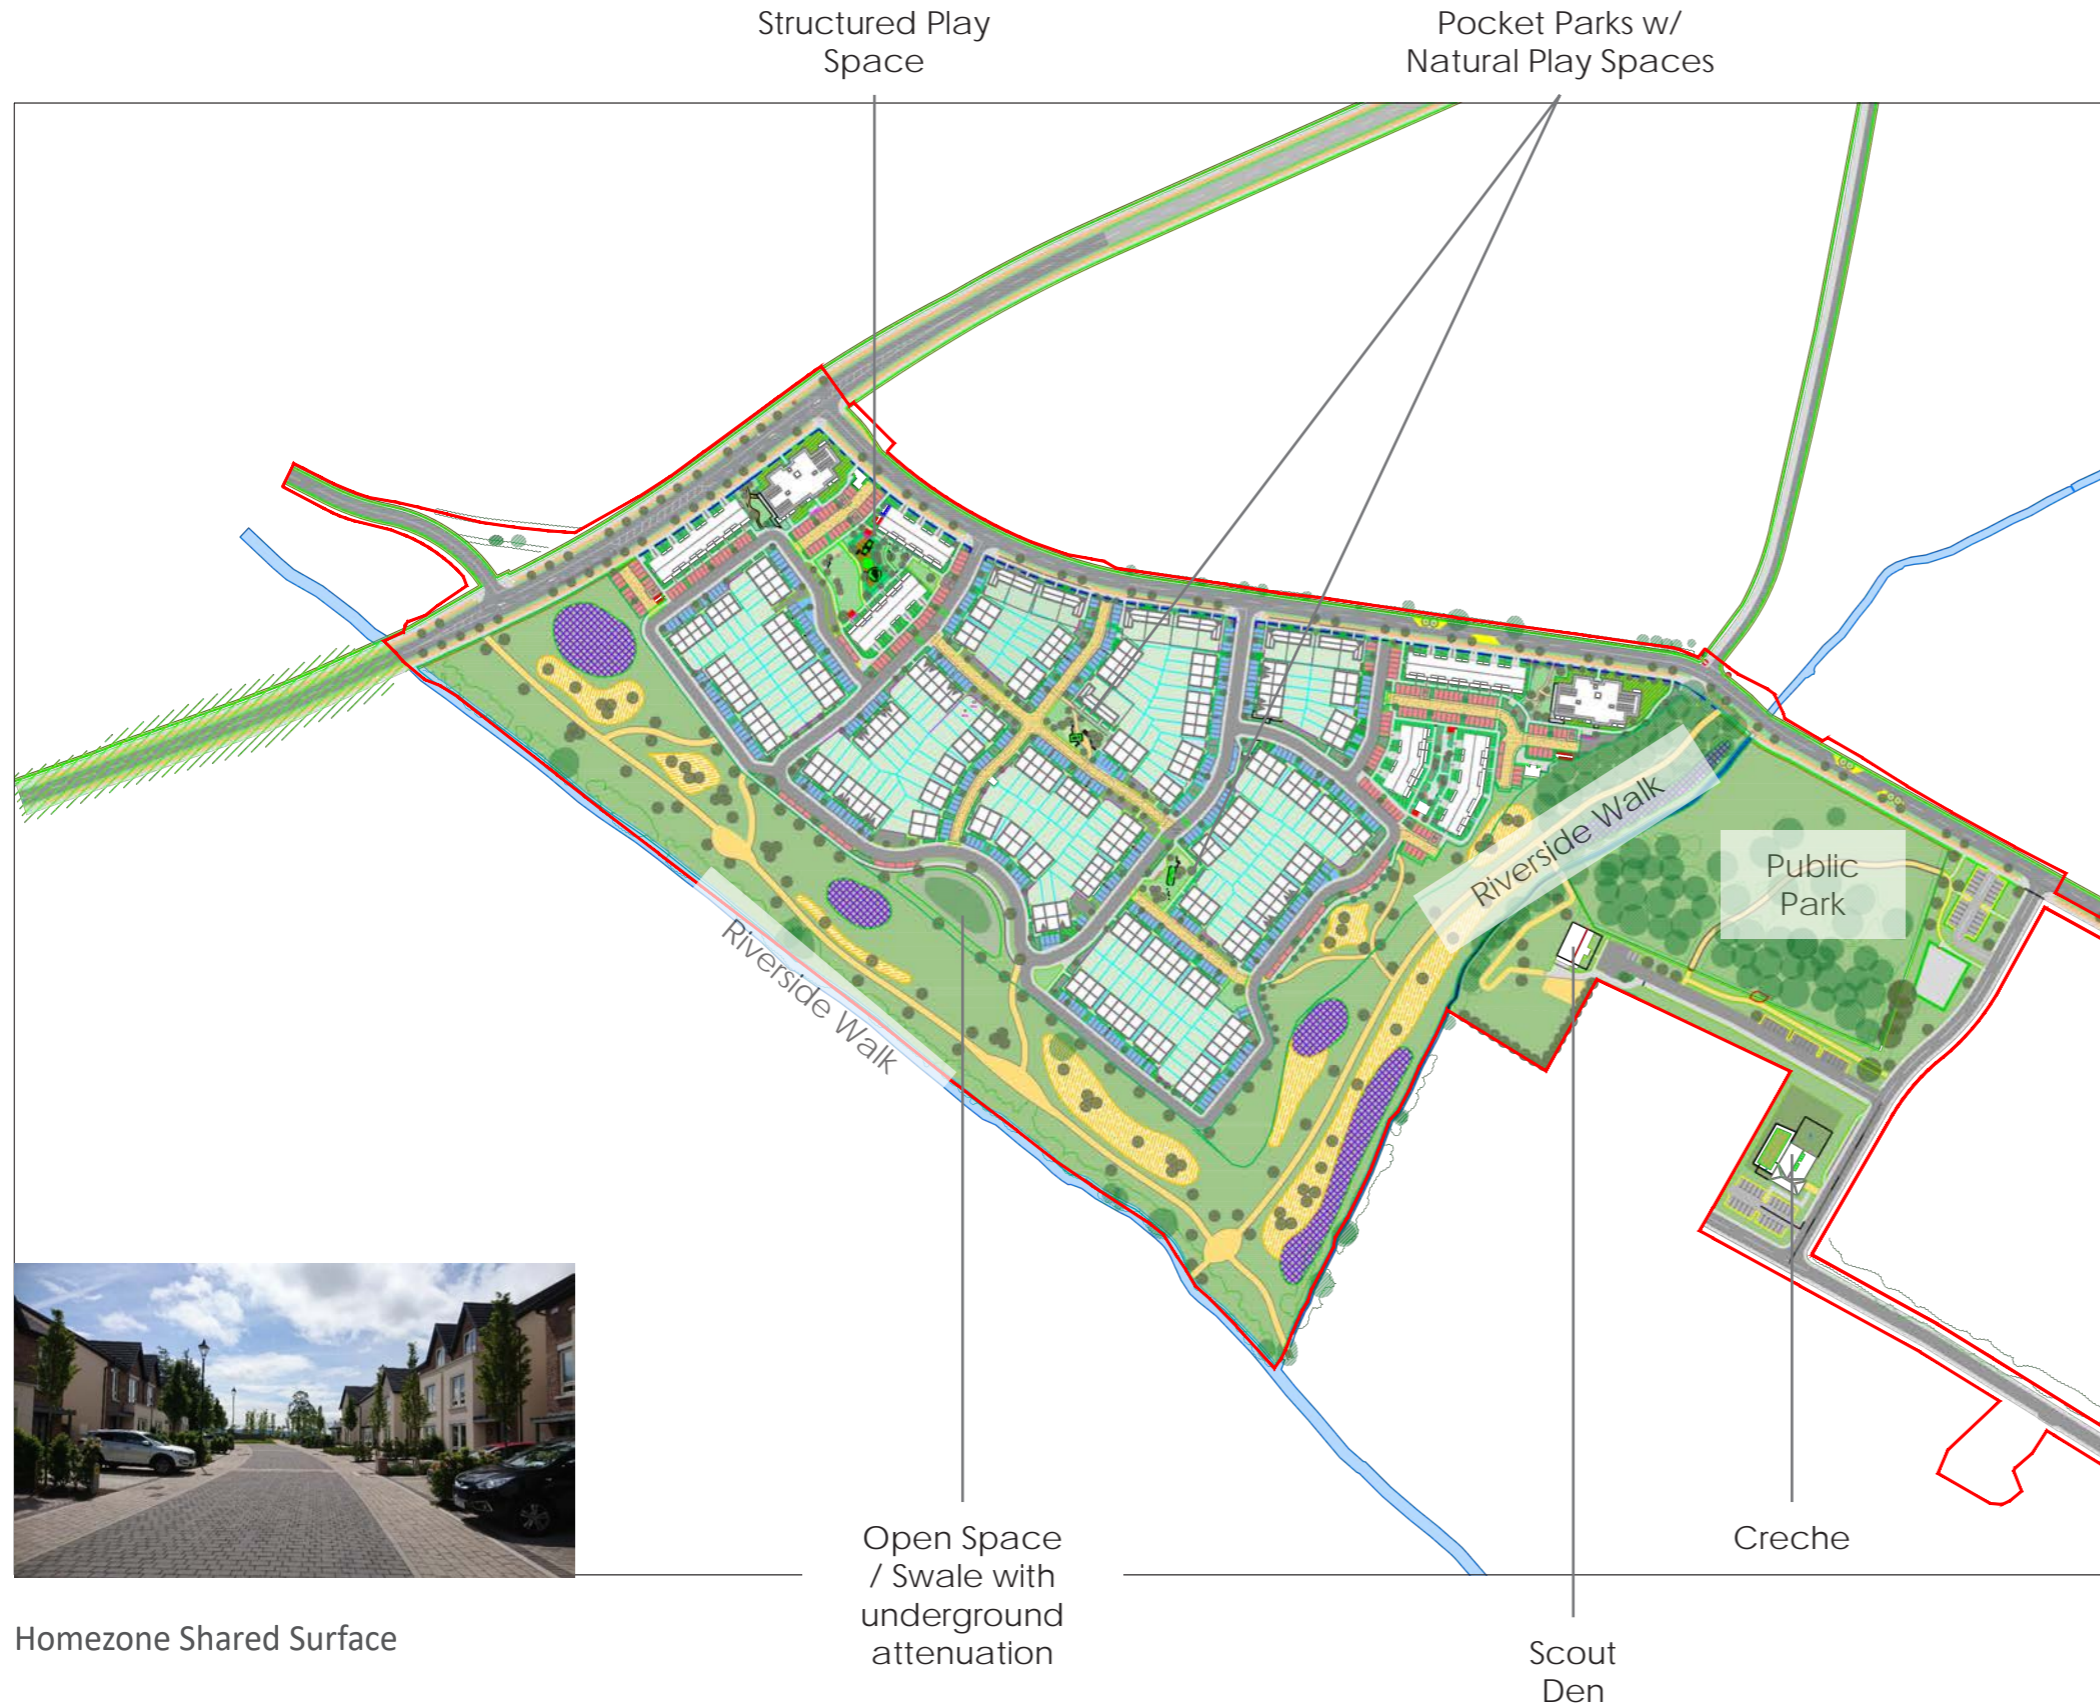 Structured Play
Space
Pocket Parks w/
Natural Play Spaces
Riverside Walk
Public
Park
Riverside Walk
Open Space
/ Swale with
underground
attenuation
Creche
Scout
Den
Homezone Shared Surface